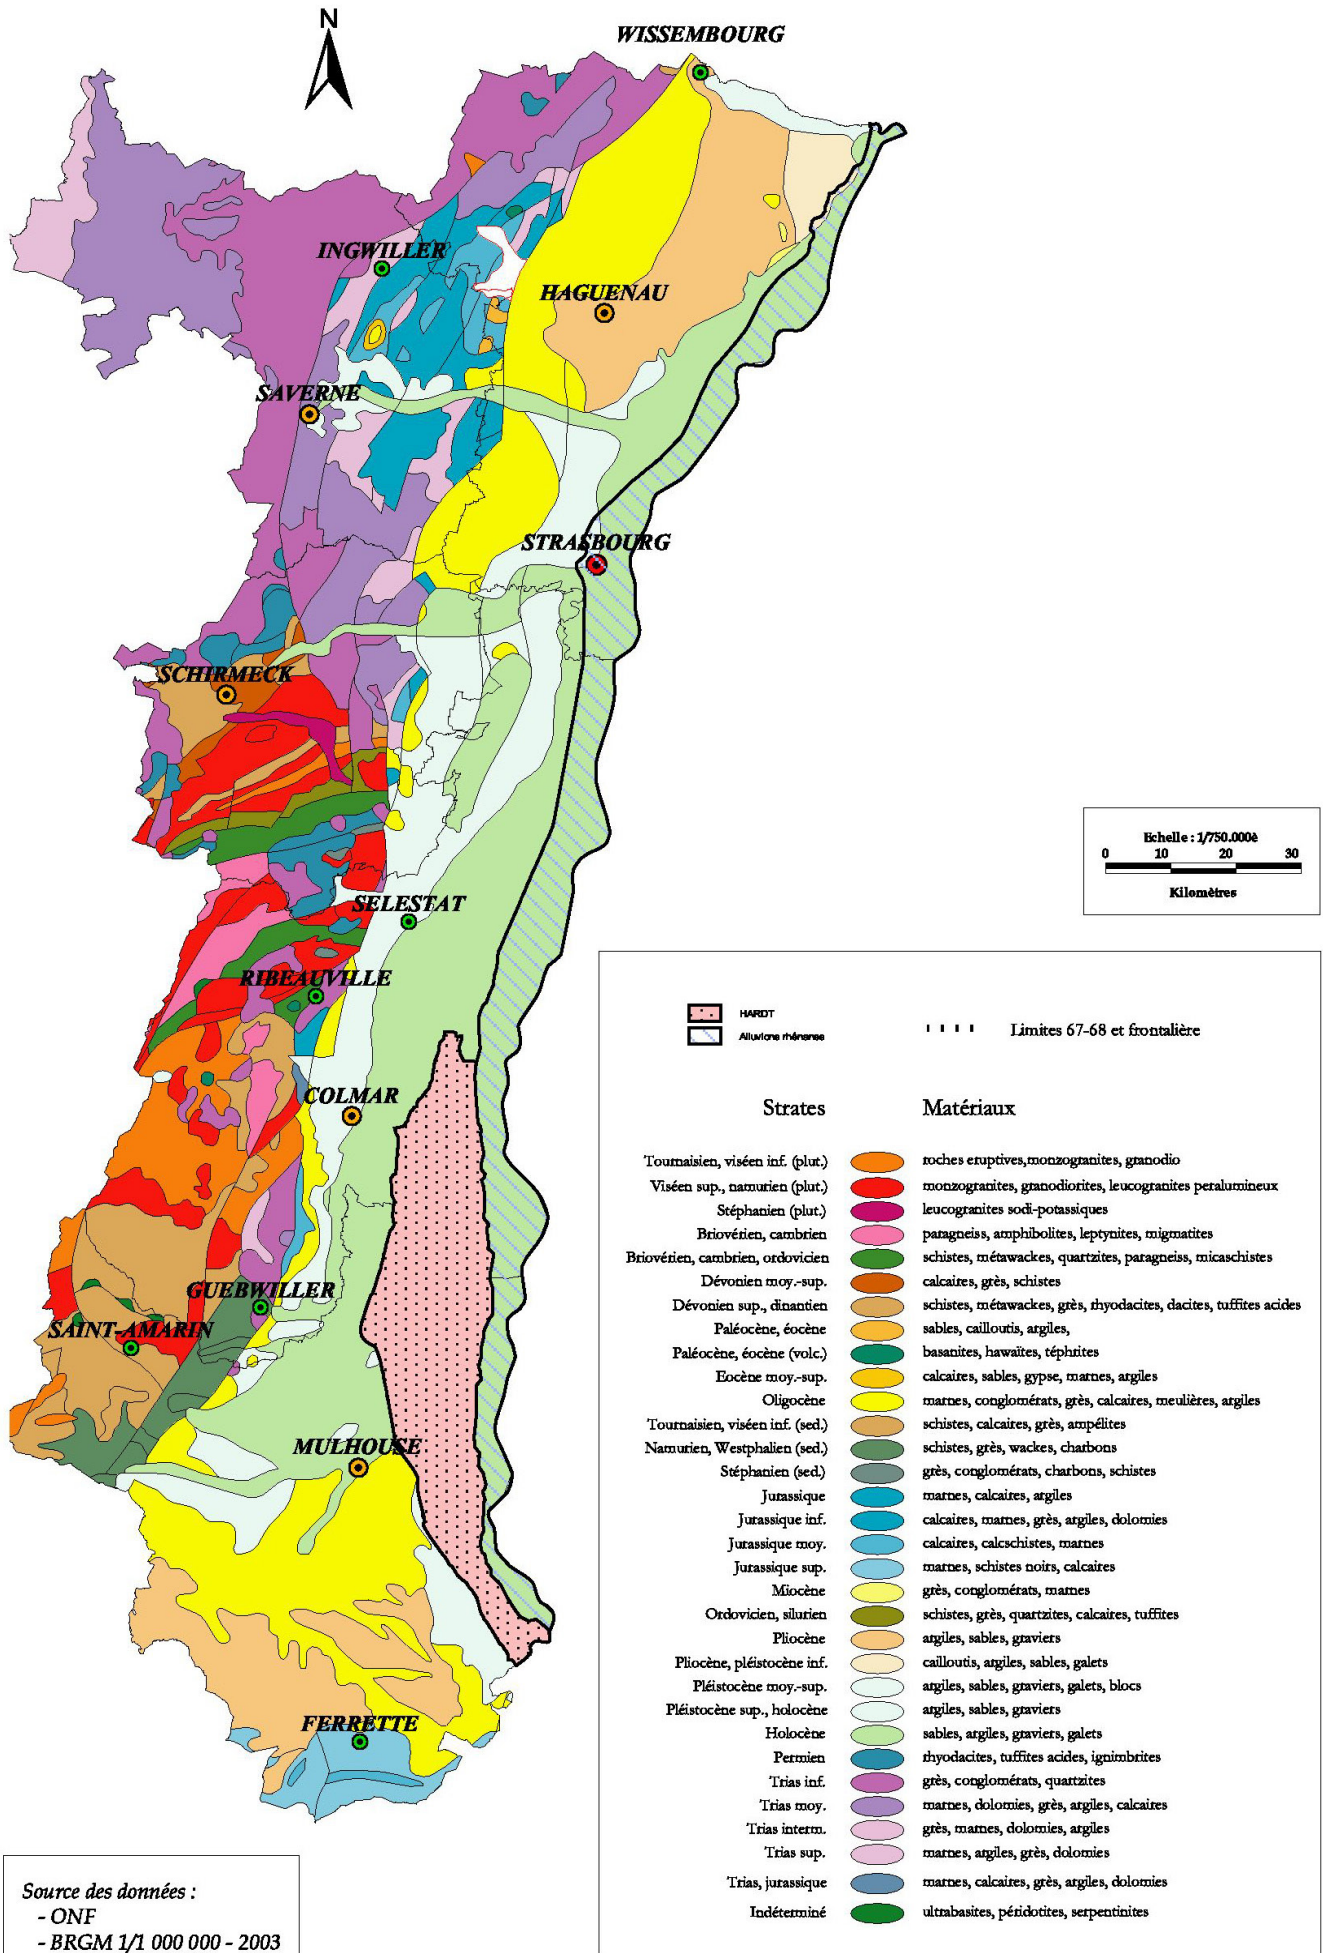 N
WISSEMBOURG
INGWILLER
HAGUENAU
SAVERNE
STRASBOURG
SCHIRMECK
SELESTAT
RIBEAUVILLE
COLMAR
GUEBWILLER
SAINT-AMARIN
MULHOUSE
FERRETTE
Echelle : 1/750.000è
0 10 20 30
Kilomètres
HARDT
Alluvions rhénanes
Limites 67-68 et frontalière
Strates Matériaux
Tournaisien, viséen inf. (plut.) roches eruptives,monzogranites, granodio
Viséen sup., namurien (plut.) monzogranites, granodiorites, leucogranites peralumineux
Stéphanien (plut.) leucogranites sodi-potassiques
Briovérien, cambrien paragneiss, amphibolites, leptynites, migmatites
Briovérien, cambrien, ordovicien schistes, métawackes, quartzites, paragneiss, micaschistes
Dévonien moy.-sup. calcaires, grès, schistes
Dévonien sup., dinantien schistes, métawackes, grès, rhyodacites, dacites, tuffites acides
Paléocène, éocène sables, cailloutis, argiles,
Paléocène, éocène (volc.) basanites, hawaïtes, téphrites
Eocène moy.-sup. calcaires, sables, gypse, marnes, argiles
Oligocène marnes, conglomérats, grès, calcaires, meulières, argiles
Tournaisien, viséen inf. (sed.) schistes, calcaires, grès, ampélites
Namurien, Westphalien (sed.) schistes, grès, wackes, charbons
Stéphanien (sed.) grès, conglomérats, charbons, schistes
Jurassique marnes, calcaires, argiles
Jurassique inf. calcaires, marnes, grès, argiles, dolomies
Jurassique moy. calcaires, calcschistes, marnes
Jurassique sup. marnes, schistes noirs, calcaires
Miocène grès, conglomérats, marnes
Ordovicien, silurien schistes, grès, quartzites, calcaires, tuffites
Pliocène argiles, sables, graviers
Pliocène, pléistocène inf. cailloutis, argiles, sables, galets
Pléistocène moy.-sup. argiles, sables, graviers, galets, blocs
Pléistocène sup., holocène argiles, sables, graviers
Holocène sables, argiles, graviers, galets
Permien rhyodacites, tuffites acides, ignimbrites
Trias inf. grès, conglomérats, quartzites
Trias moy. marnes, dolomies, grès, argiles, calcaires
Trias interm. grès, marnes, dolomies, argiles
Trias sup. marnes, argiles, grès, dolomies
Trias, jurassique marnes, calcaires, grès, argiles, dolomies
Indéterminé ultrabasites, péridotites, serpentinites
Source des données :
- ONF
- BRGM 1/1 000 000 - 2003